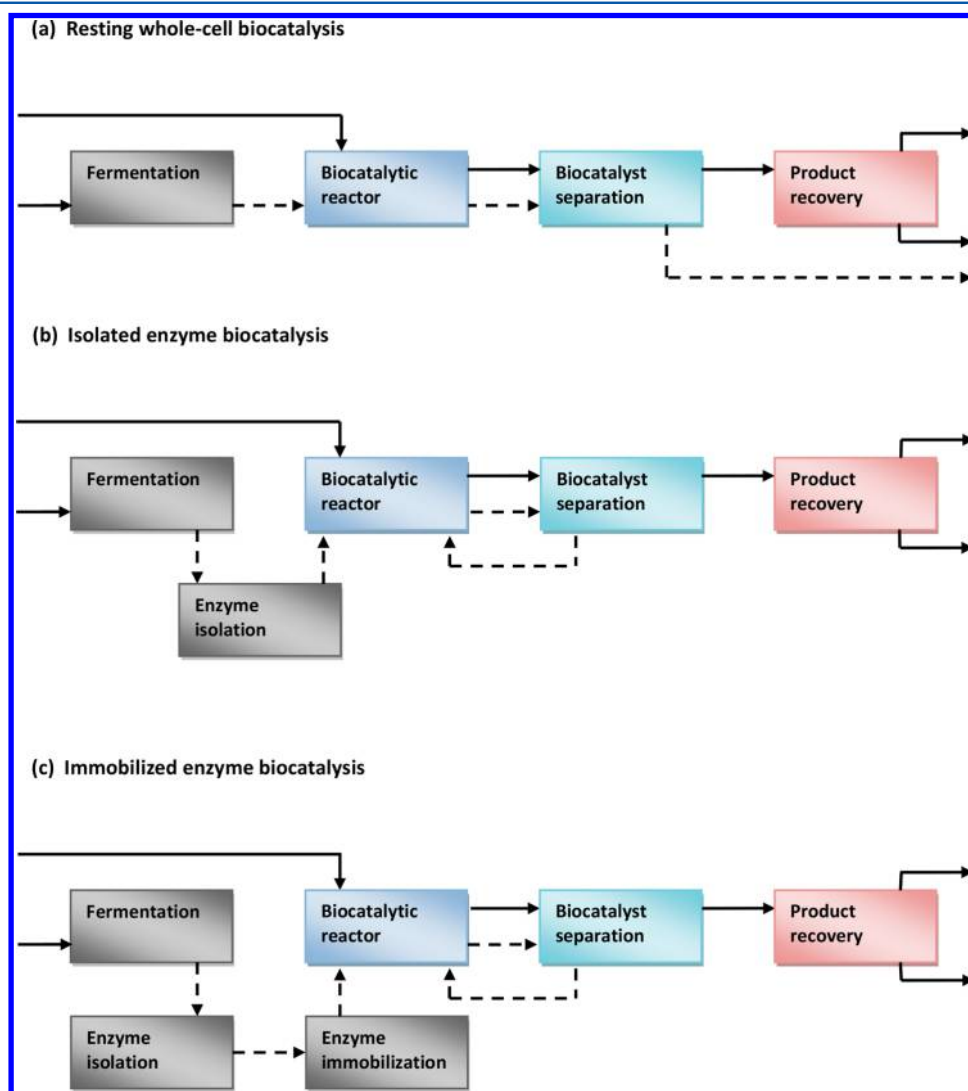 (a) Resting whole-cell biocatalysis
Fermentation
Biocatalytic
reactor
Biocatalyst
separation
Product
recovery
(b) Isolated enzyme biocatalysis
Fermentation
Biocatalytic
reactor
Biocatalyst
separation
Product
recovery
Enzyme
isolation
(c) Immobilized enzyme biocatalysis
Fermentation
Biocatalytic
reactor
Biocatalyst
separation
Product
recovery
Enzyme
isolation
Enzyme
immobilization